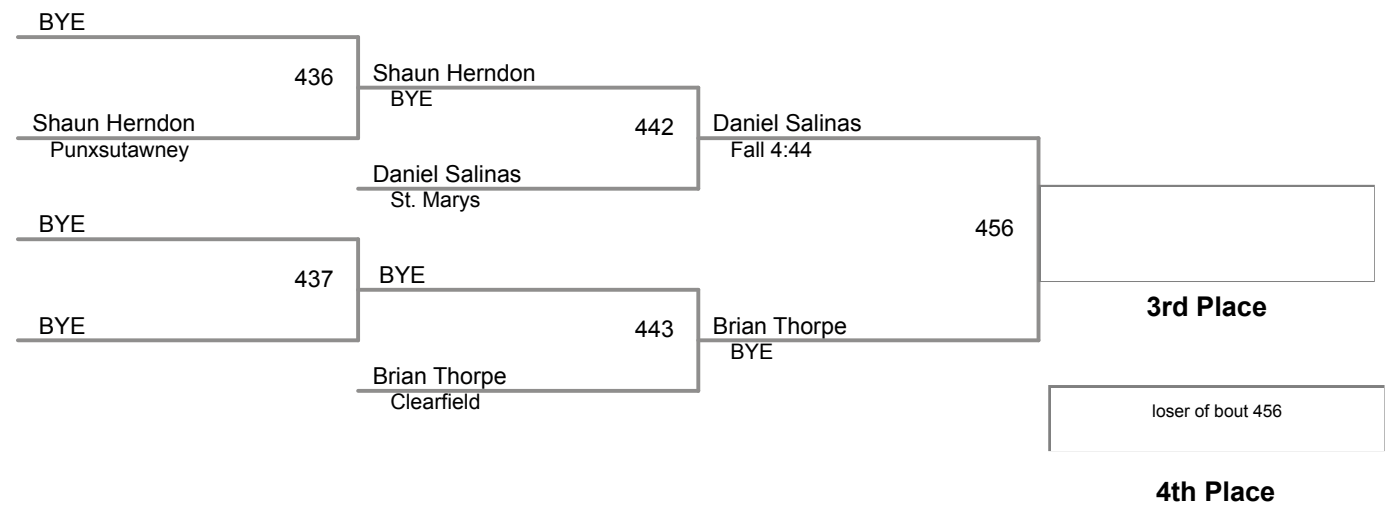 BYE
436
Shaun Herndon
BYE
Shaun Herndon
Punxsutawney
442
Daniel Salinas
Fall 4:44
Daniel Salinas
St. Marys
BYE
456
437
BYE
3rd Place
BYE
443
Brian Thorpe
BYE
Brian Thorpe
Clearfield
loser of bout 456
4th Place